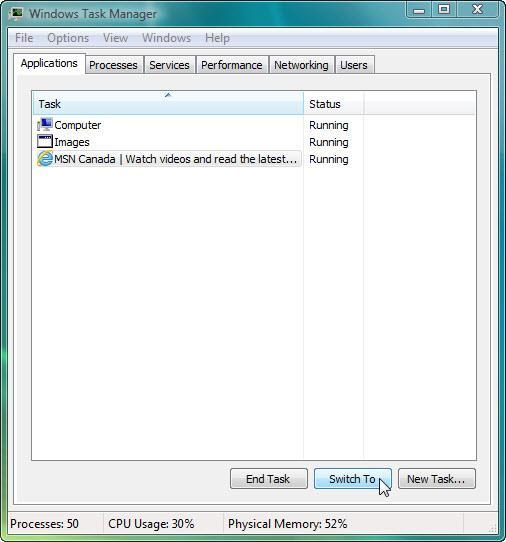 Windows Task Manager
File Options View Windows Help
Applications Processes Services Performance Networking Users
Task Status
Computer Running
Images Running
MSN Canada | Watch videos and read the latest... Running
End Task Switch To New Task...
Processes: 50 CPU Usage: 30% Physical Memory: 52%